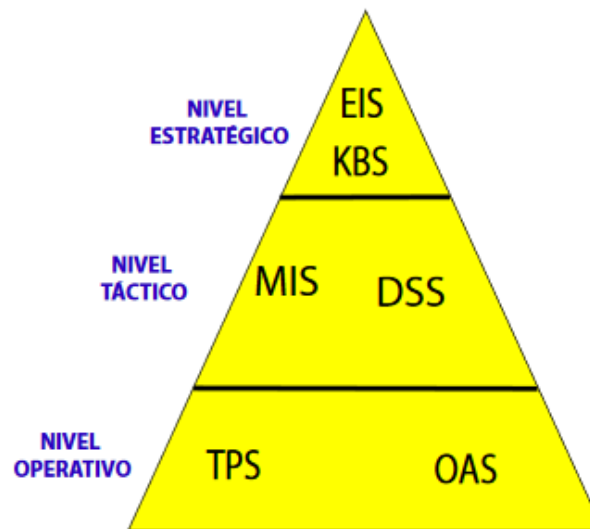 NIVEL
ESTRATÉGICO
EIS
KBS
NIVEL
TÁCTICO
MIS
DSS
NIVEL
OPERATIVO
TPS
OAS